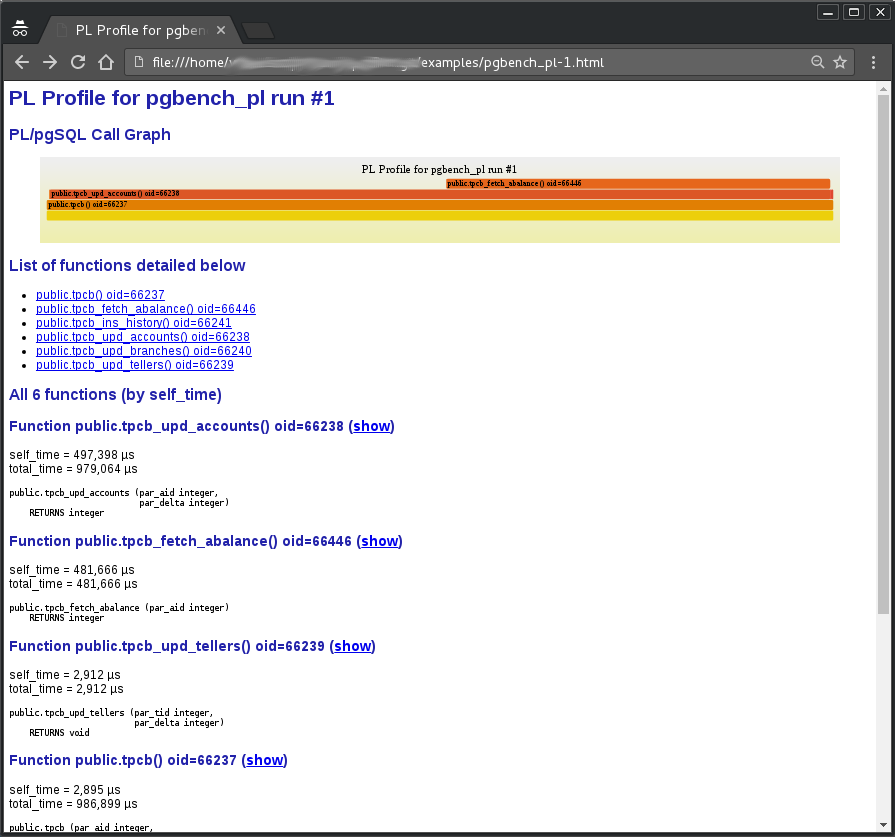 PL Profile for pgben
file:///home/ /examples/pgbench_pl-1.html
PL Profile for pgbench_pl run #1
PL/pgSQL Call Graph
PL Profile for pgbench_pl run #1
public.tpcb_fetch_abalance() oid=66446
public.tpcb_upd_accounts() oid=66238
public.tpcb() oid=66237
List of functions detailed below
public.tpcb() oid=66237
public.tpcb_fetch_abalance() oid=66446
public.tpcb_ins_history() oid=66241
public.tpcb_upd_accounts() oid=66238
public.tpcb_upd_branches() oid=66240
public.tpcb_upd_tellers() oid=66239
All 6 functions (by self_time)
Function public.tpcb_upd_accounts() oid=66238 (show)
self_time = 497,398 µs
total_time = 979,064 µs
public.tpcb_upd_accounts (par_aid integer,
par_delta integer)
RETURNS integer
Function public.tpcb_fetch_abalance() oid=66446 (show)
self_time = 481,666 µs
total_time = 481,666 µs
public.tpcb_fetch_abalance (par_aid integer)
RETURNS integer
Function public.tpcb_upd_tellers() oid=66239 (show)
self_time = 2,912 µs
total_time = 2,912 µs
public.tpcb_upd_tellers (par_tid integer,
par_delta integer)
RETURNS void
Function public.tpcb() oid=66237 (show)
self_time = 2,895 µs
total_time = 986,899 µs
public.tpcb (par_aid integer,